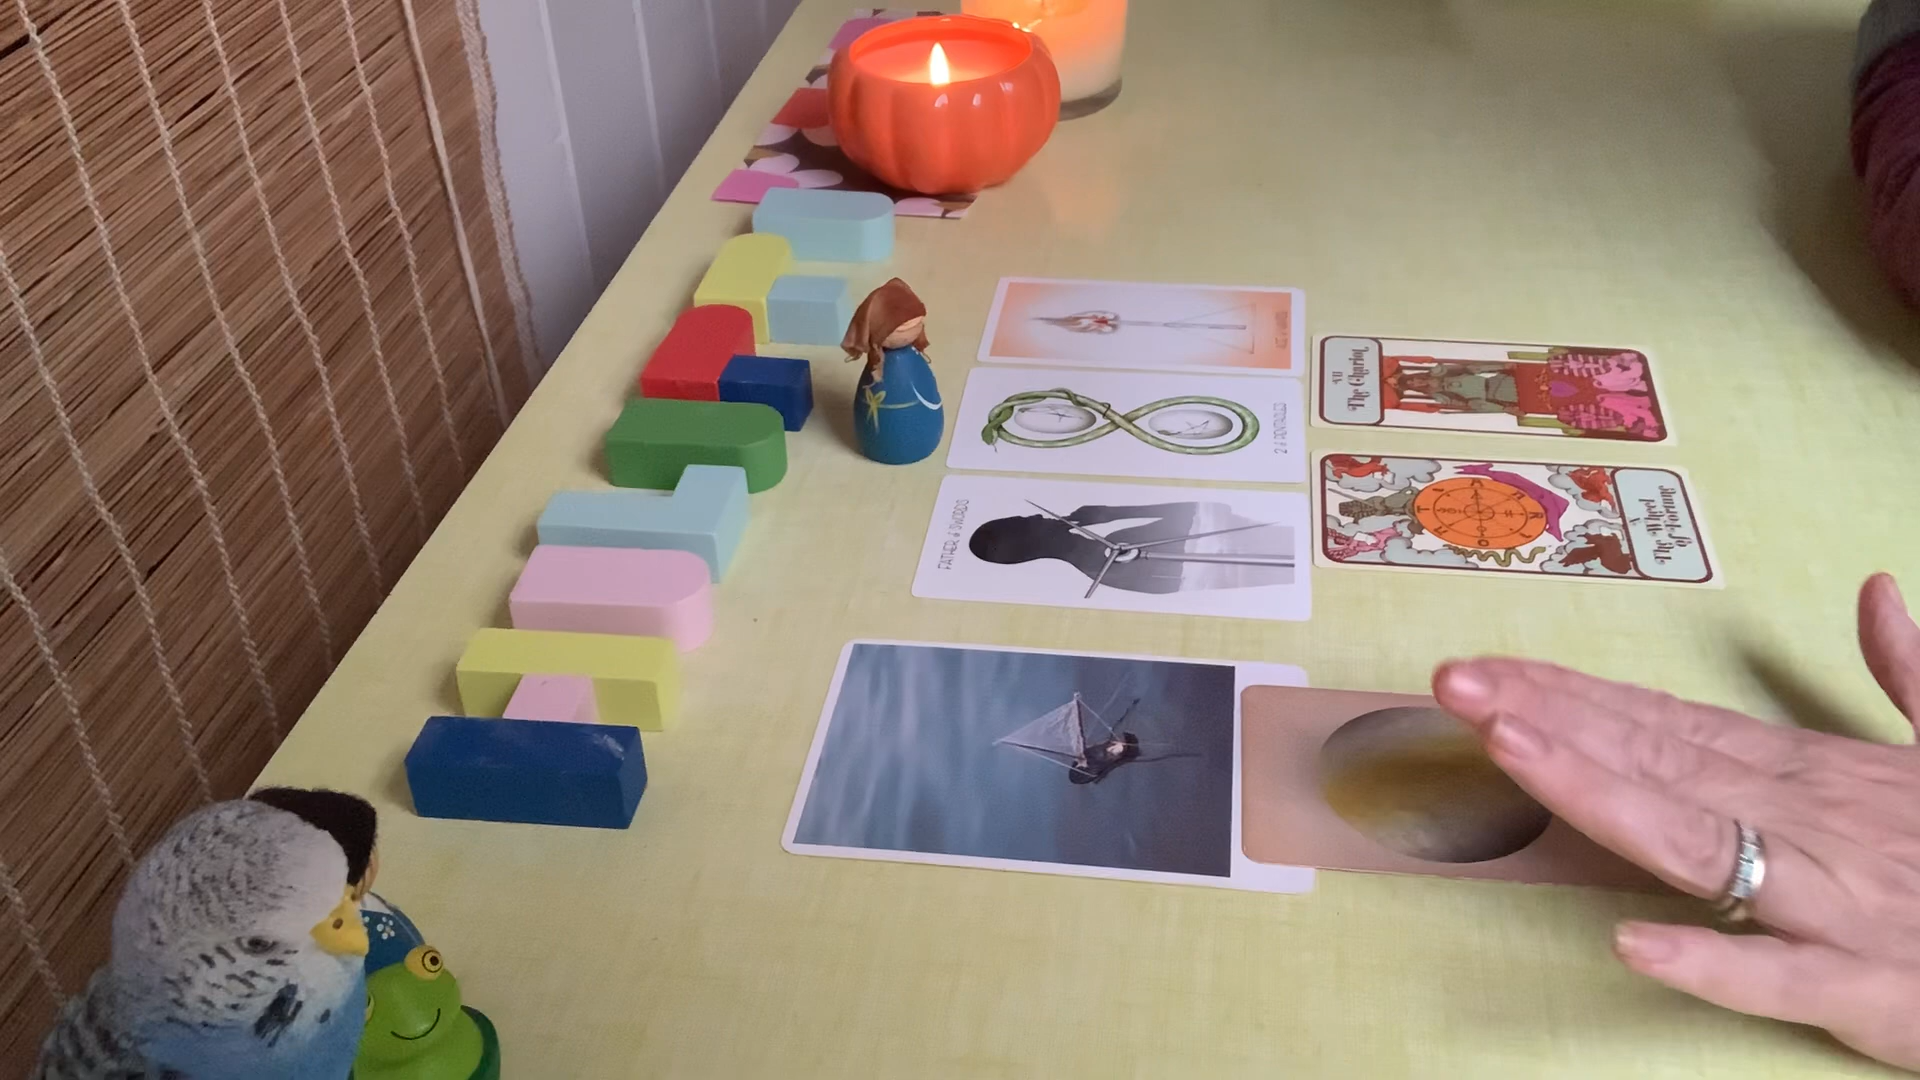 ACE of WANDS
2 of PENTACLES
FATHER of SWORDS
VII
The Chariot
X
The Wheel
of Fortune
T
A
R
O